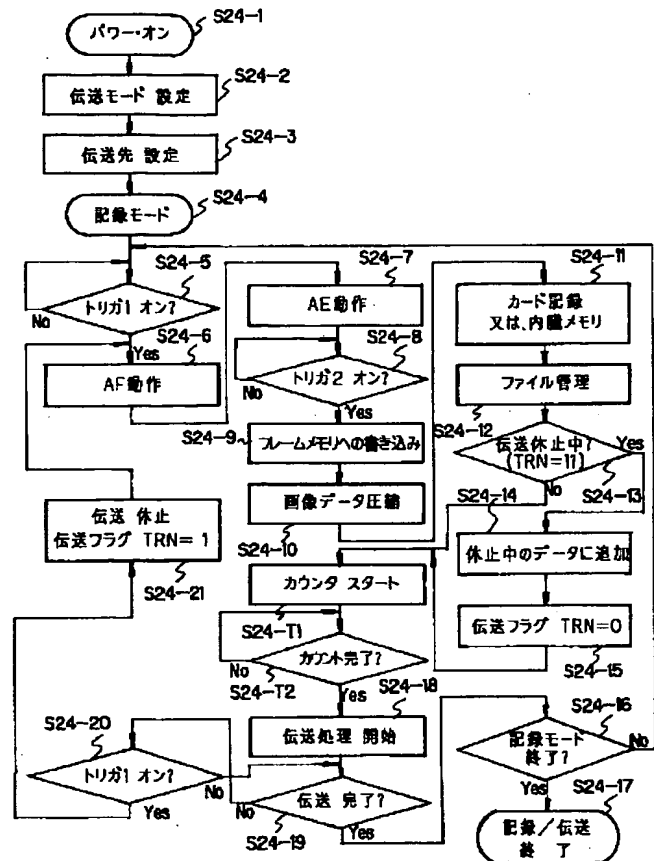 パワー・オン
S24-1
伝送モード 設定
S24-2
伝送先 設定
S24-3
記録モード
S24-4
トリガ1 オン?
S24-5
No
Yes
S24-6
AF動作
S24-7
AE動作
S24-8
トリガ2 オン?
No
Yes
S24-9
フレームメモリへの書き込み
画像データ圧縮
S24-10
S24-11
カード記録
又は、内臓メモリ
ファイル管理
S24-12
伝送休止中?
(TRN=1?)
Yes
No
S24-13
S24-14
休止中のデータに追加
伝送フラグ TRN=0
S24-15
カウンタ スタート
S24-T1
カウント完了?
No
S24-T2
Yes
S24-18
伝送処理 開始
伝送 完了?
No
Yes
S24-19
S24-20
トリガ1 オン?
No
Yes
伝送 休止
伝送フラグ TRN=1
S24-21
S24-16
記録モード
終了?
No
Yes
S24-17
記録/伝送
終了